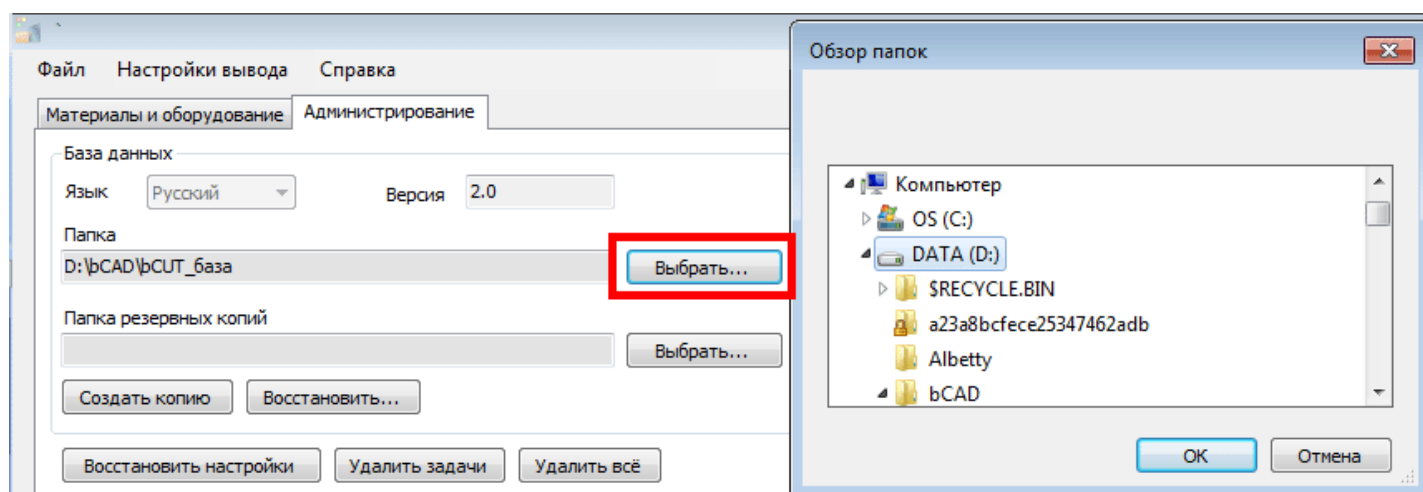 Файл Настройки вывода Справка
Материалы и оборудование Администрирование
База данных
Язык Русский Версия 2.0
Папка
D:\bCAD\bCUT_база Выбрать...
Папка резервных копий
Выбрать...
Создать копию Восстановить...
Восстановить настройки Удалить задачи Удалить всё
Обзор папок
Компьютер
OS (C:)
DATA (D:)
$RECYCLE.BIN
a23a8bcfece25347462adb
Albetty
bCAD
ОК Отмена